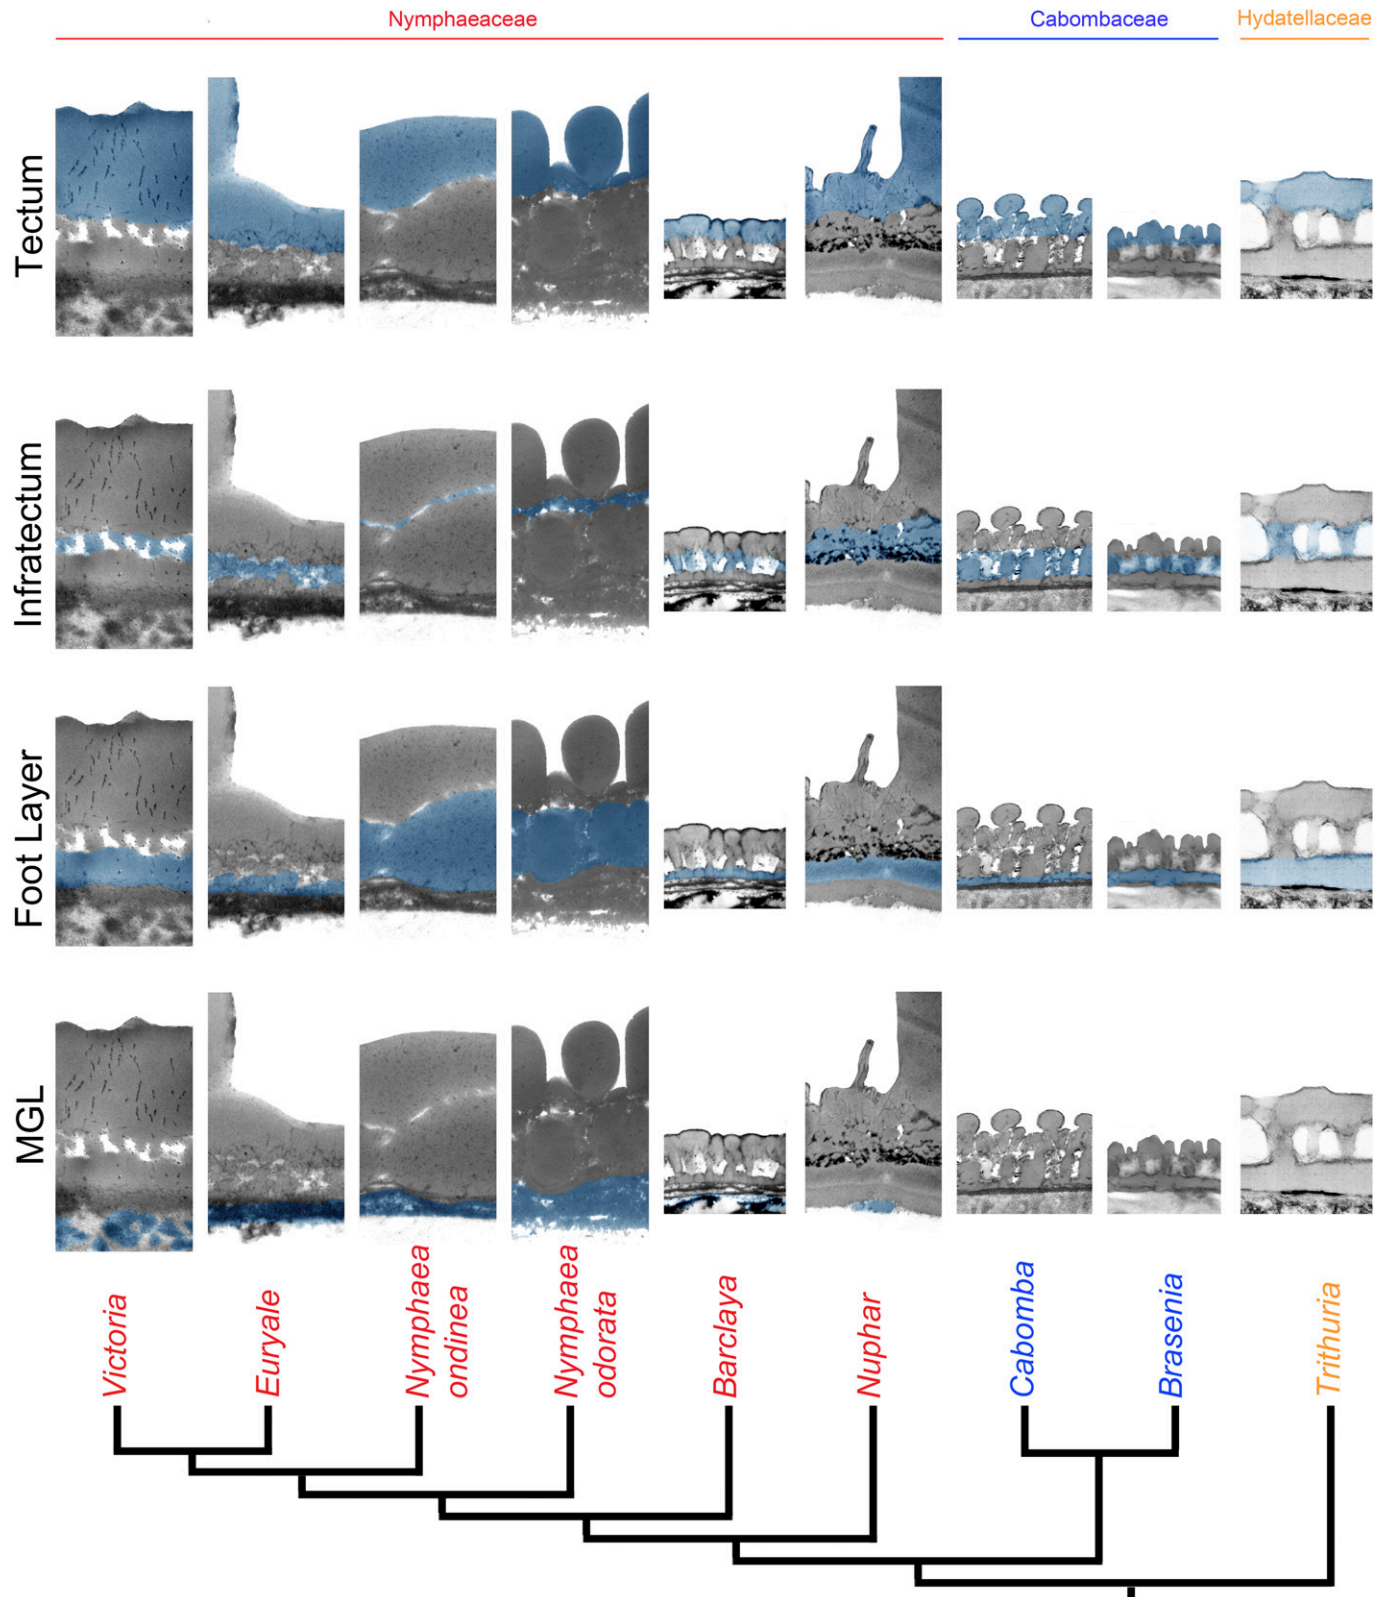 Nymphaeaceae
Cabombaceae
Hydatellaceae
Tectum
Infratectum
Foot Layer
MGL
Victoria
Euryale
Nymphaea
ondinea
Nymphaea
odorata
Barclaya
Nuphar
Cabomba
Brasenia
Trithuria